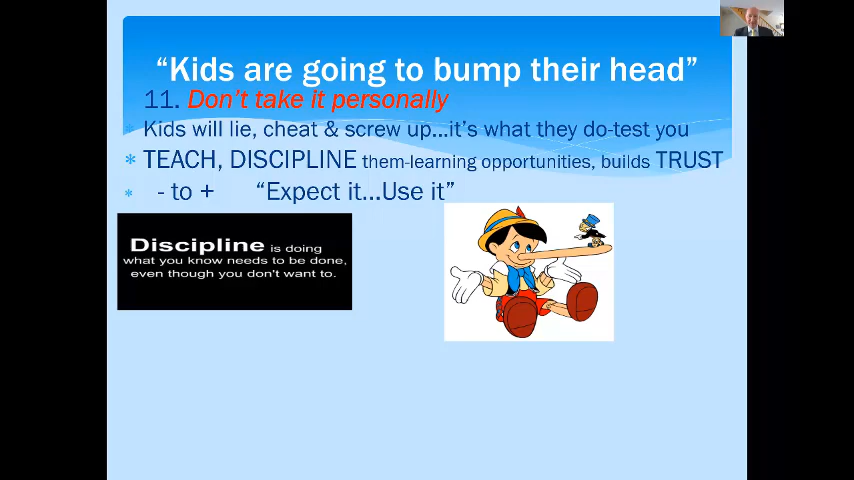 “Kids are going to bump their head”
11. Don’t take it personally
Kids will lie, cheat & screw up...it’s what they do-test you
TEACH, DISCIPLINE them-learning opportunities, builds TRUST
- to + “Expect it...Use it”
Discipline is doing
what you know needs to be done,
even though you don't want to.